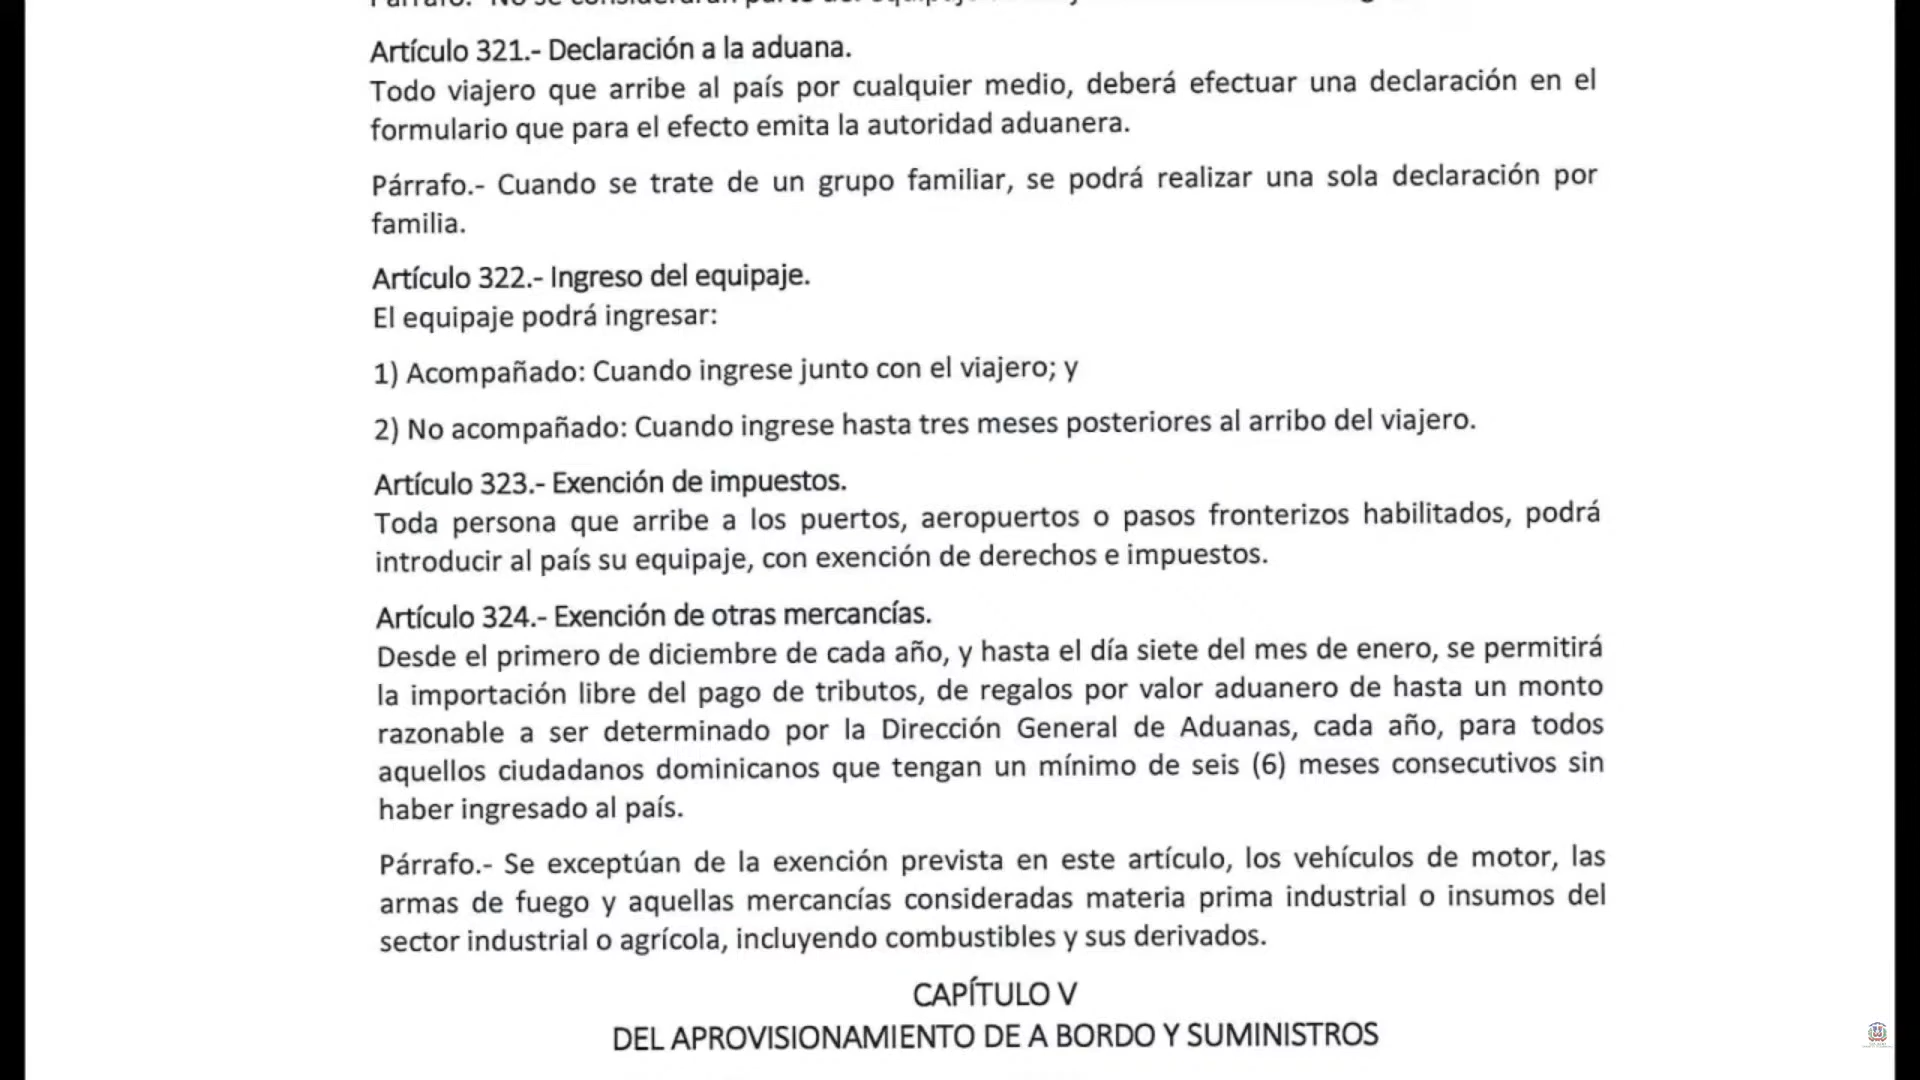 Artículo 321.- Declaración a la aduana.
Todo viajero que arribe al país por cualquier medio, deberá efectuar una declaración en el
formulario que para el efecto emita la autoridad aduanera.
Párrafo.- Cuando se trate de un grupo familiar, se podrá realizar una sola declaración por
familia.
Artículo 322.- Ingreso del equipaje.
El equipaje podrá ingresar:
1) Acompañado: Cuando ingrese junto con el viajero; y
2) No acompañado: Cuando ingrese hasta tres meses posteriores al arribo del viajero.
Artículo 323.- Exención de impuestos.
Toda persona que arribe a los puertos, aeropuertos o pasos fronterizos habilitados, podrá
introducir al país su equipaje, con exención de derechos e impuestos.
Artículo 324.- Exención de otras mercancías.
Desde el primero de diciembre de cada año, y hasta el día siete del mes de enero, se permitirá
la importación libre del pago de tributos, de regalos por valor aduanero de hasta un monto
razonable a ser determinado por la Dirección General de Aduanas, cada año, para todos
aquellos ciudadanos dominicanos que tengan un mínimo de seis (6) meses consecutivos sin
haber ingresado al país.
Párrafo.- Se exceptúan de la exención prevista en este artículo, los vehículos de motor, las
armas de fuego y aquellas mercancías consideradas materia prima industrial o insumos del
sector industrial o agrícola, incluyendo combustibles y sus derivados.
CAPÍTULO V
DEL APROVISIONAMIENTO DE A BORDO Y SUMINISTROS